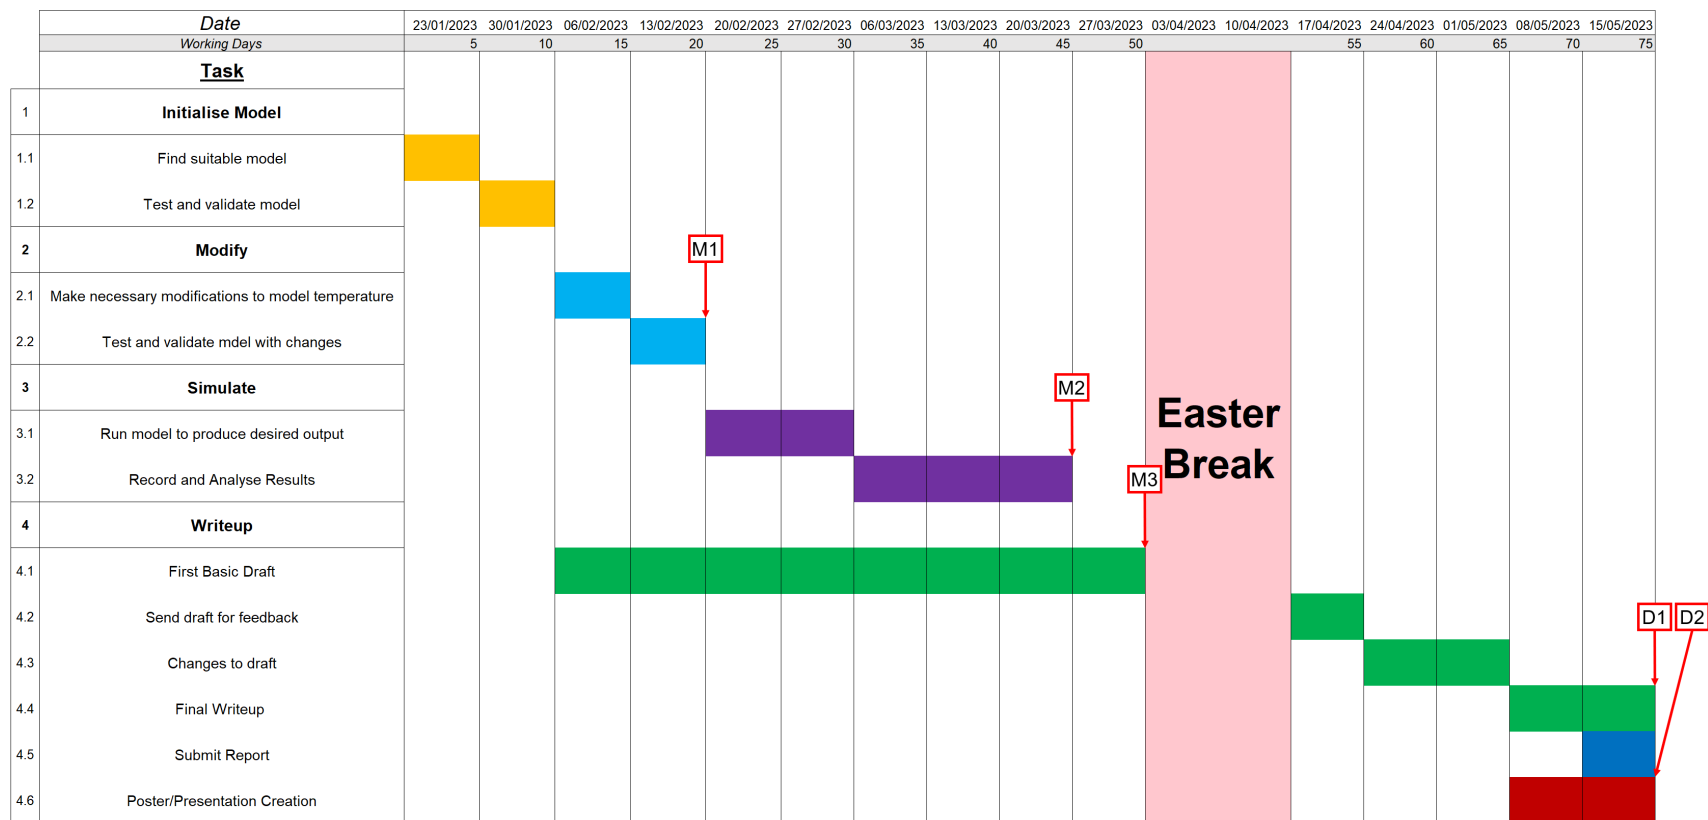 Date 23/01/2023 30/01/2023 06/02/2023 13/02/2023 20/02/2023 27/02/2023 06/03/2023 13/03/2023 20/03/2023 27/03/2023 03/04/2023 10/04/2023 17/04/2023 24/04/2023 01/05/2023 08/05/2023 15/05/2023
Working Days 5 10 15 20 25 30 35 40 45 50 55 60 65 70 75
Task
1 Initialise Model
1.1 Find suitable model
1.2 Test and validate model
2 Modify M1
2.1 Make necessary modifications to model temperature
2.2 Test and validate mdel with changes
3 Simulate M2
Easter
3.1 Run model to produce desired output
Break
3.2 Record and Analyse Results M3
4 Writeup
4.1 First Basic Draft
4.2 Send draft for feedback D1 D2
4.3 Changes to draft
4.4 Final Writeup
4.5 Submit Report
4.6 Poster/Presentation Creation